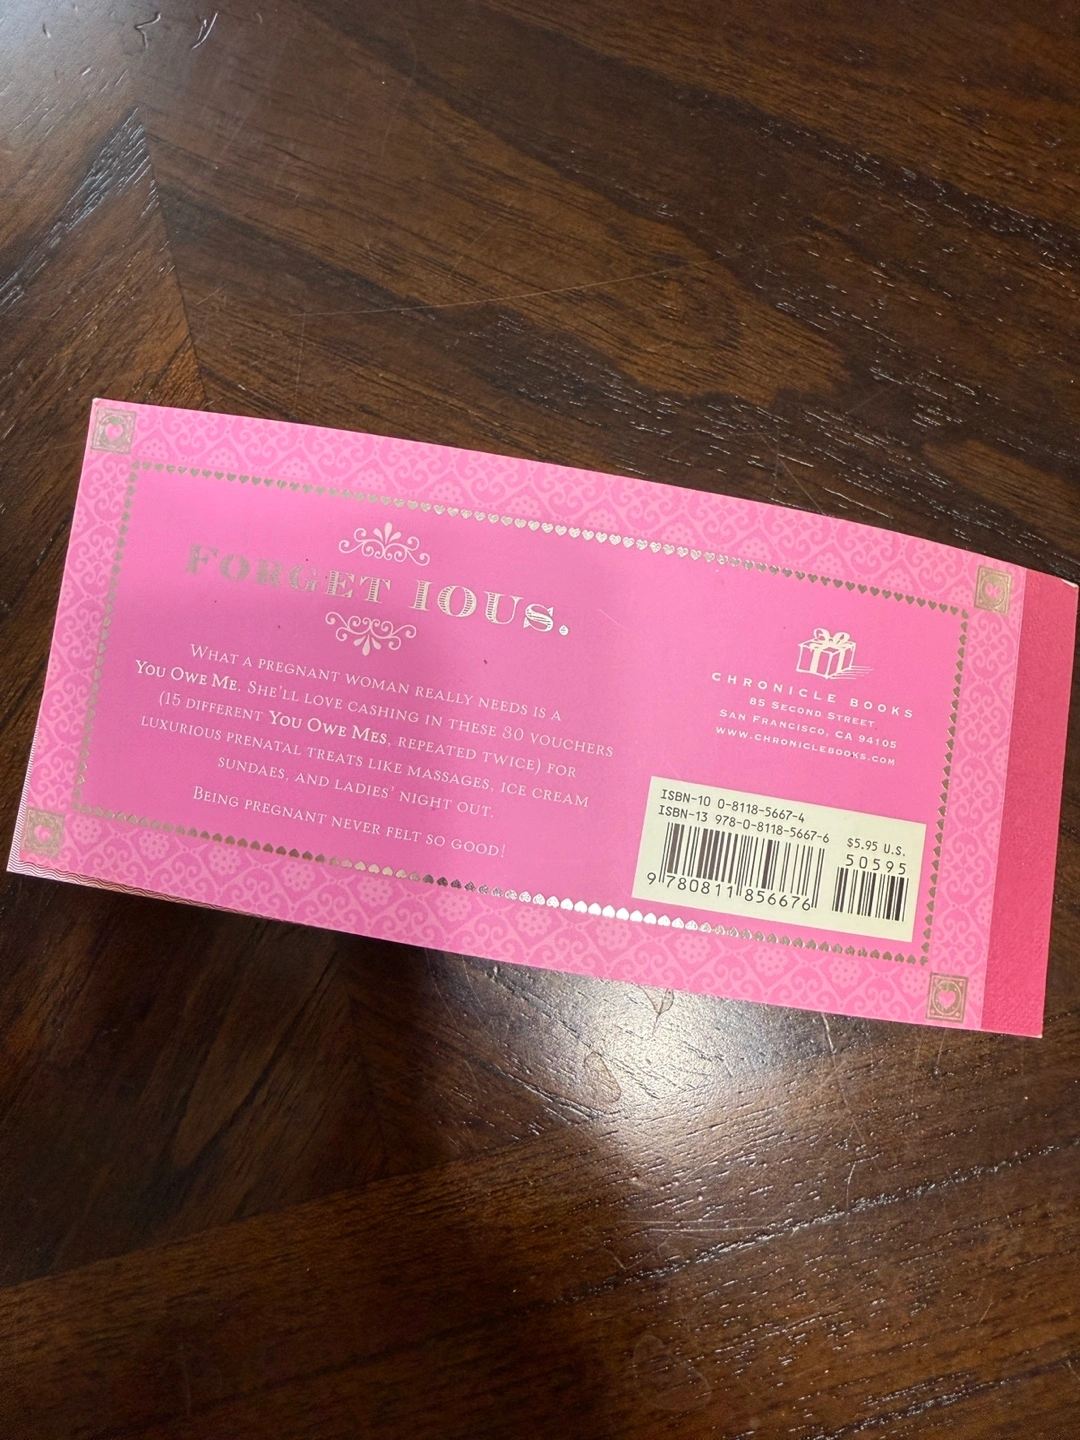 FORGET IOUS.
WHAT A PREGNANT WOMAN REALLY NEEDS IS A
YOU OWE ME. SHE'LL LOVE CASHING IN THESE 30 VOUCHERS
(15 DIFFERENT YOU OWE MES, REPEATED TWICE) FOR
LUXURIOUS PRENATAL TREATS LIKE MASSAGES, ICE CREAM
SUNDAES, AND LADIES' NIGHT OUT.
BEING PREGNANT NEVER FELT SO GOOD!
CHRONICLE BOOKS
85 SECOND STREET
SAN FRANCISCO, CA 94105
WWW.CHRONICLEBOOKS.COM
ISBN-10 0-8118-5667-4
ISBN-13 978-0-8118-5667-6
$5.95 U.S.
50595
9 780811 856676